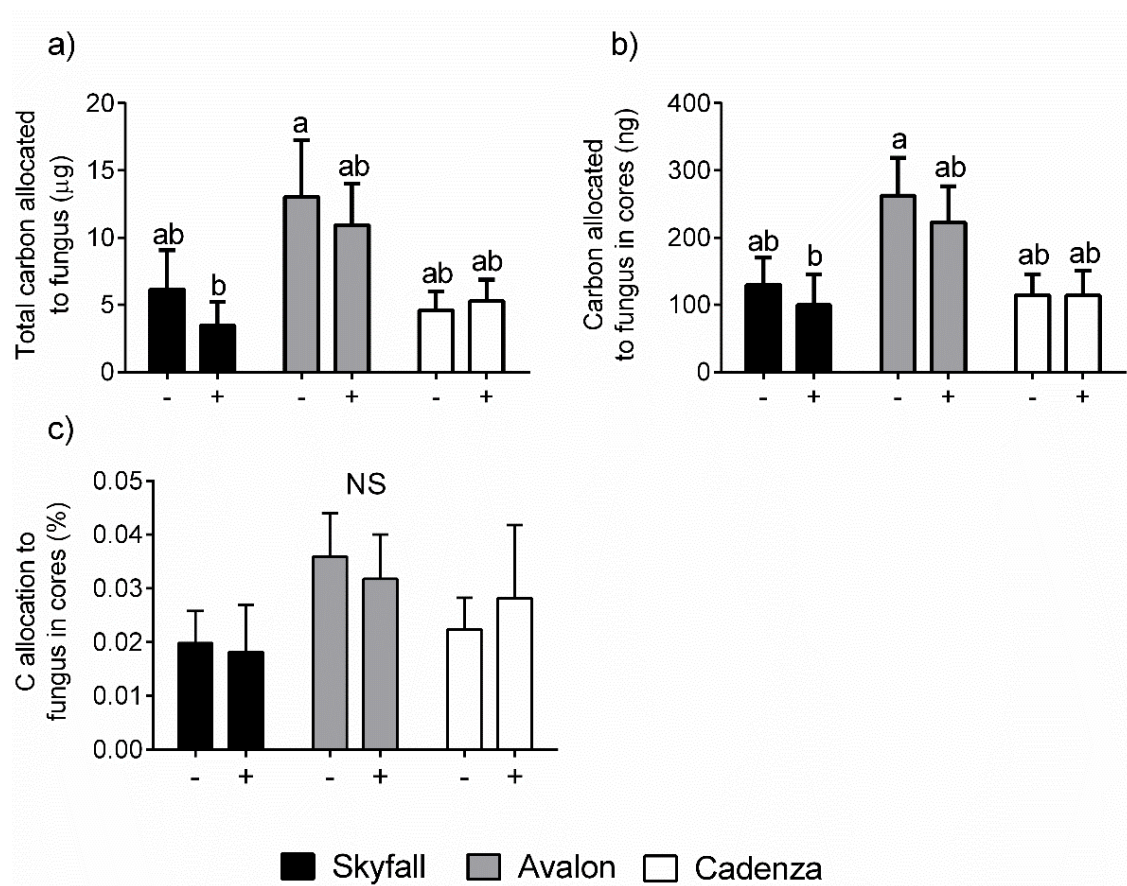 a)
Total carbon allocated
to fungus (μg)
20
15
10
5
0
ab
b
a
ab
ab
ab
- + - + - +
b)
Carbon allocated
to fungus in cores (ng)
400
300
200
100
0
ab
b
a
ab
ab
ab
- + - + - +
c)
C allocation to
fungus in cores (%)
0.05
0.04
0.03
0.02
0.01
0.00
NS
- + - + - +
Skyfall Avalon Cadenza